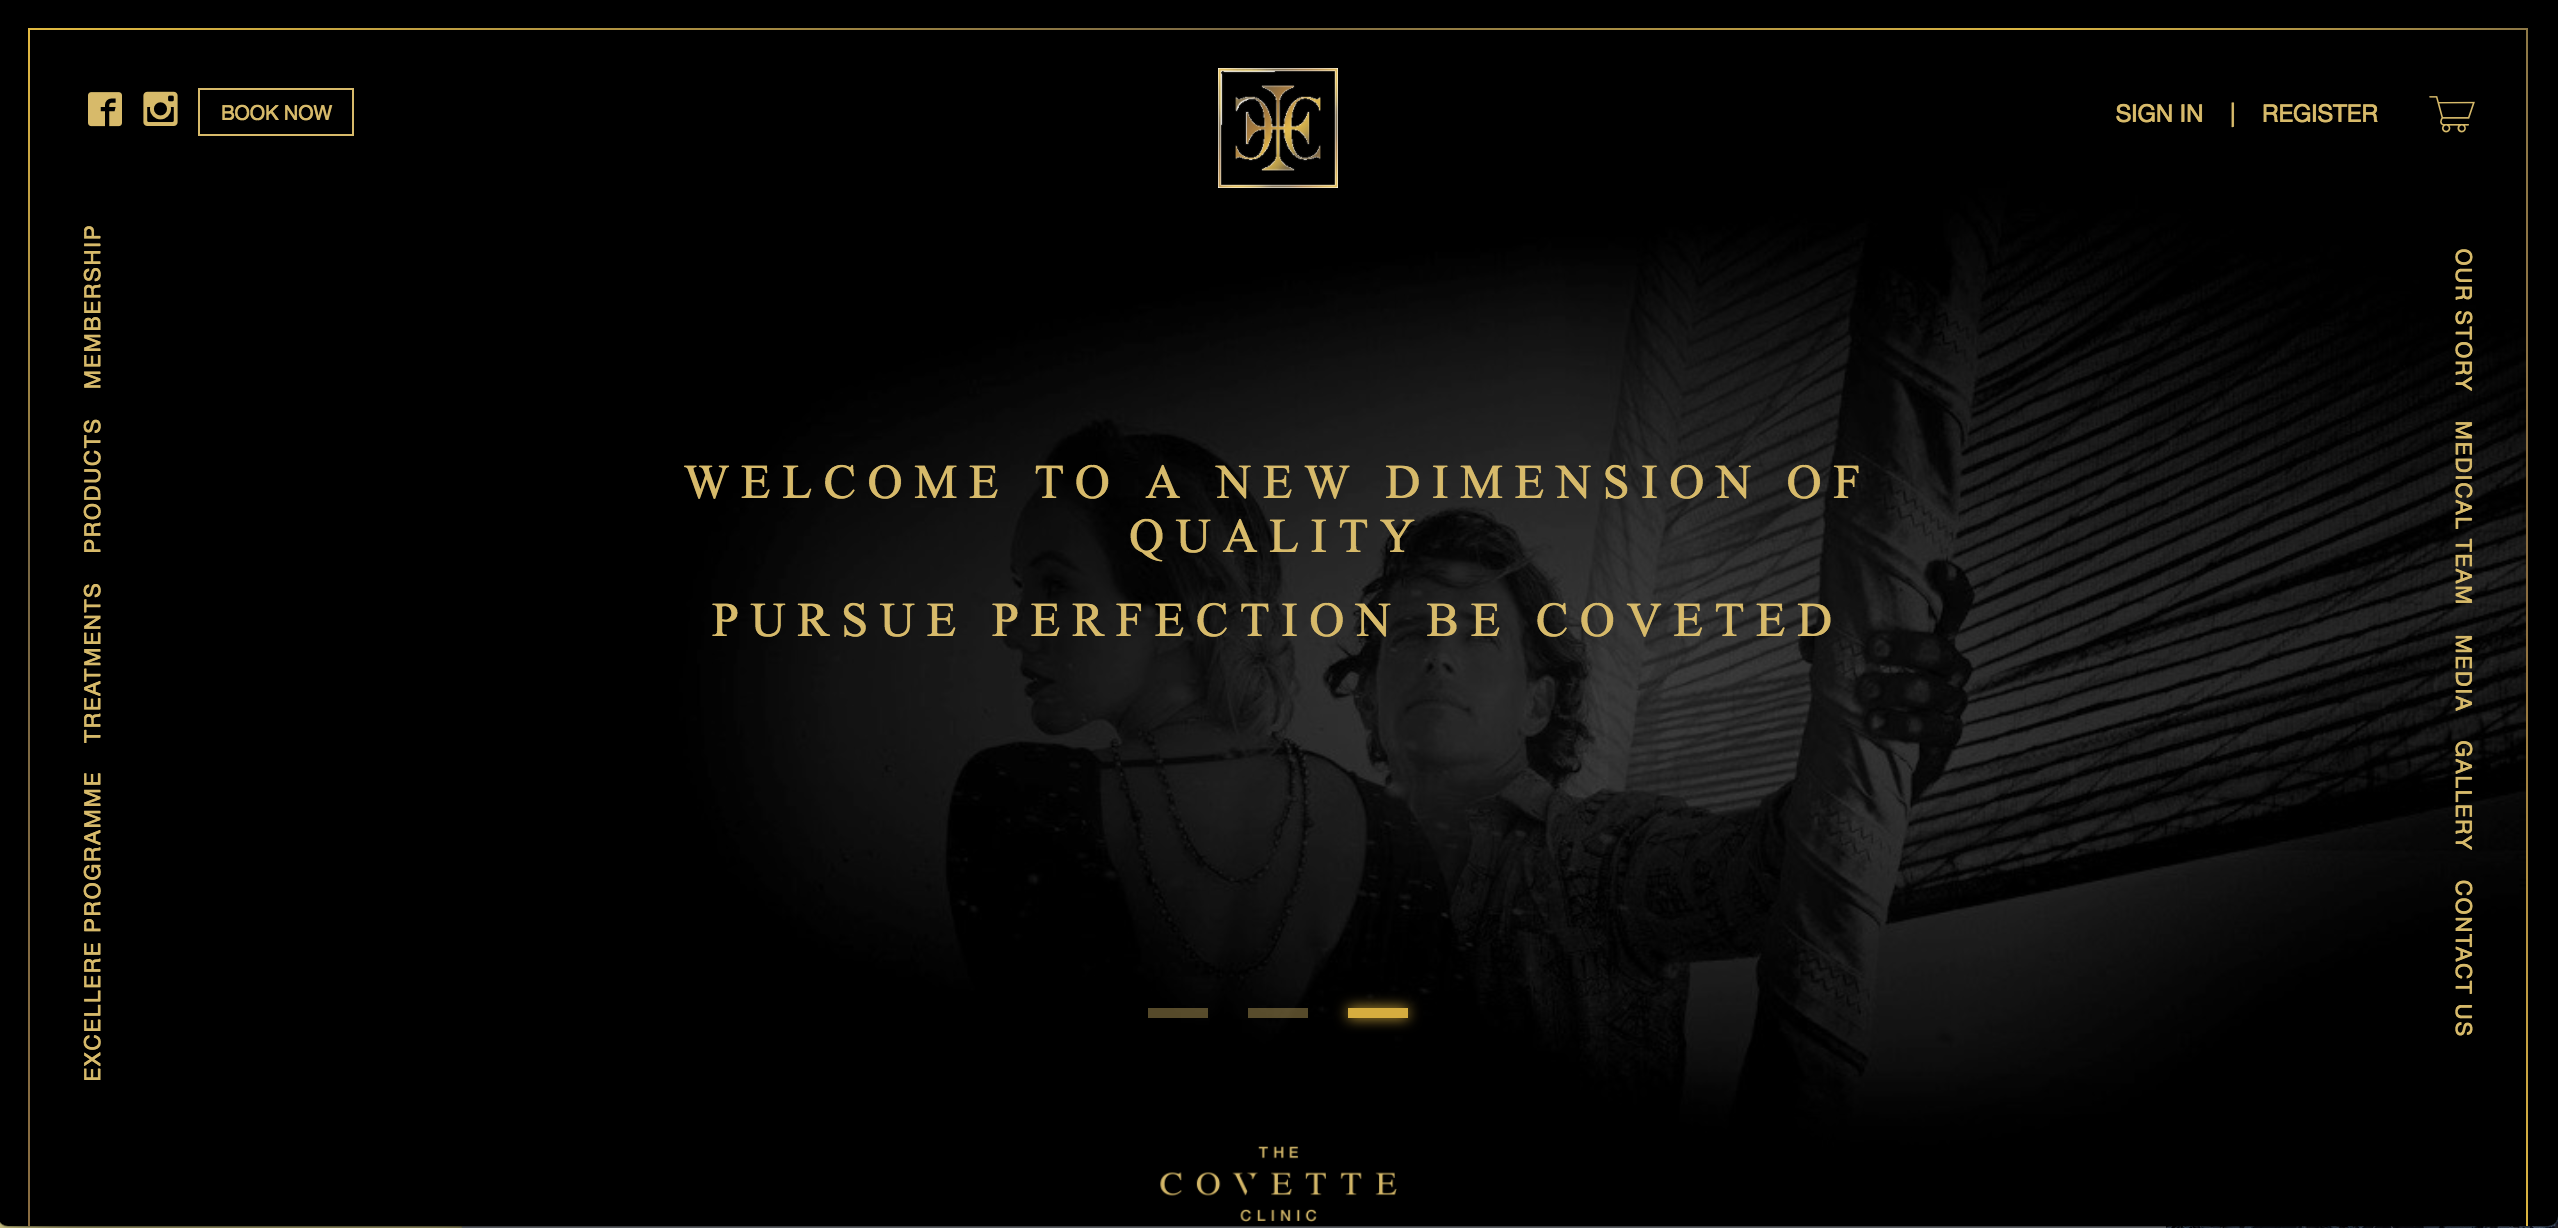 BOOK NOW
SIGN IN | REGISTER
MEMBERSHIP
PRODUCTS
TREATMENTS
EXCELLERE PROGRAMME
WELCOME TO A NEW DIMENSION OF
QUALITY
PURSUE PERFECTION BE COVETED
OUR STORY
MEDICAL TEAM
MEDIA
GALLERY
CONTACT US
THE
COVETTE
CLINIC